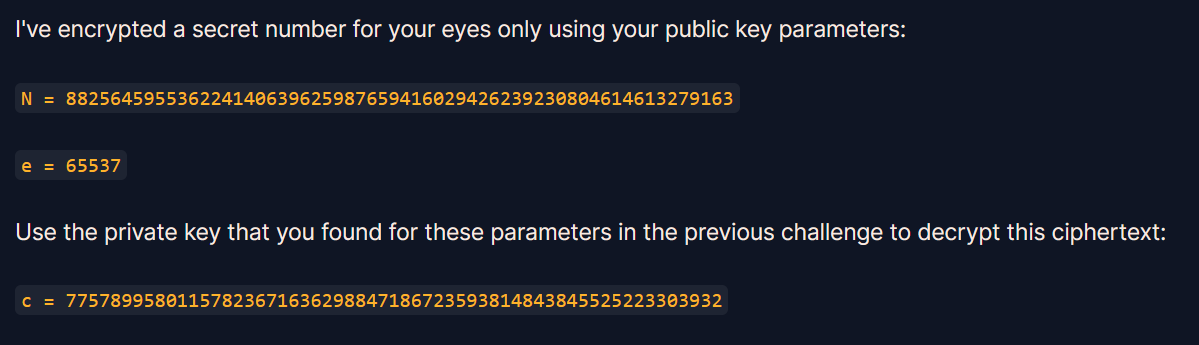 I've encrypted a secret number for your eyes only using your public key parameters:
N = 882564595536224140639625987659416029426239230804614613279163
e = 65537
Use the private key that you found for these parameters in the previous challenge to decrypt this ciphertext:
c = 77578995801157823671636298847186723593814843845525223303932